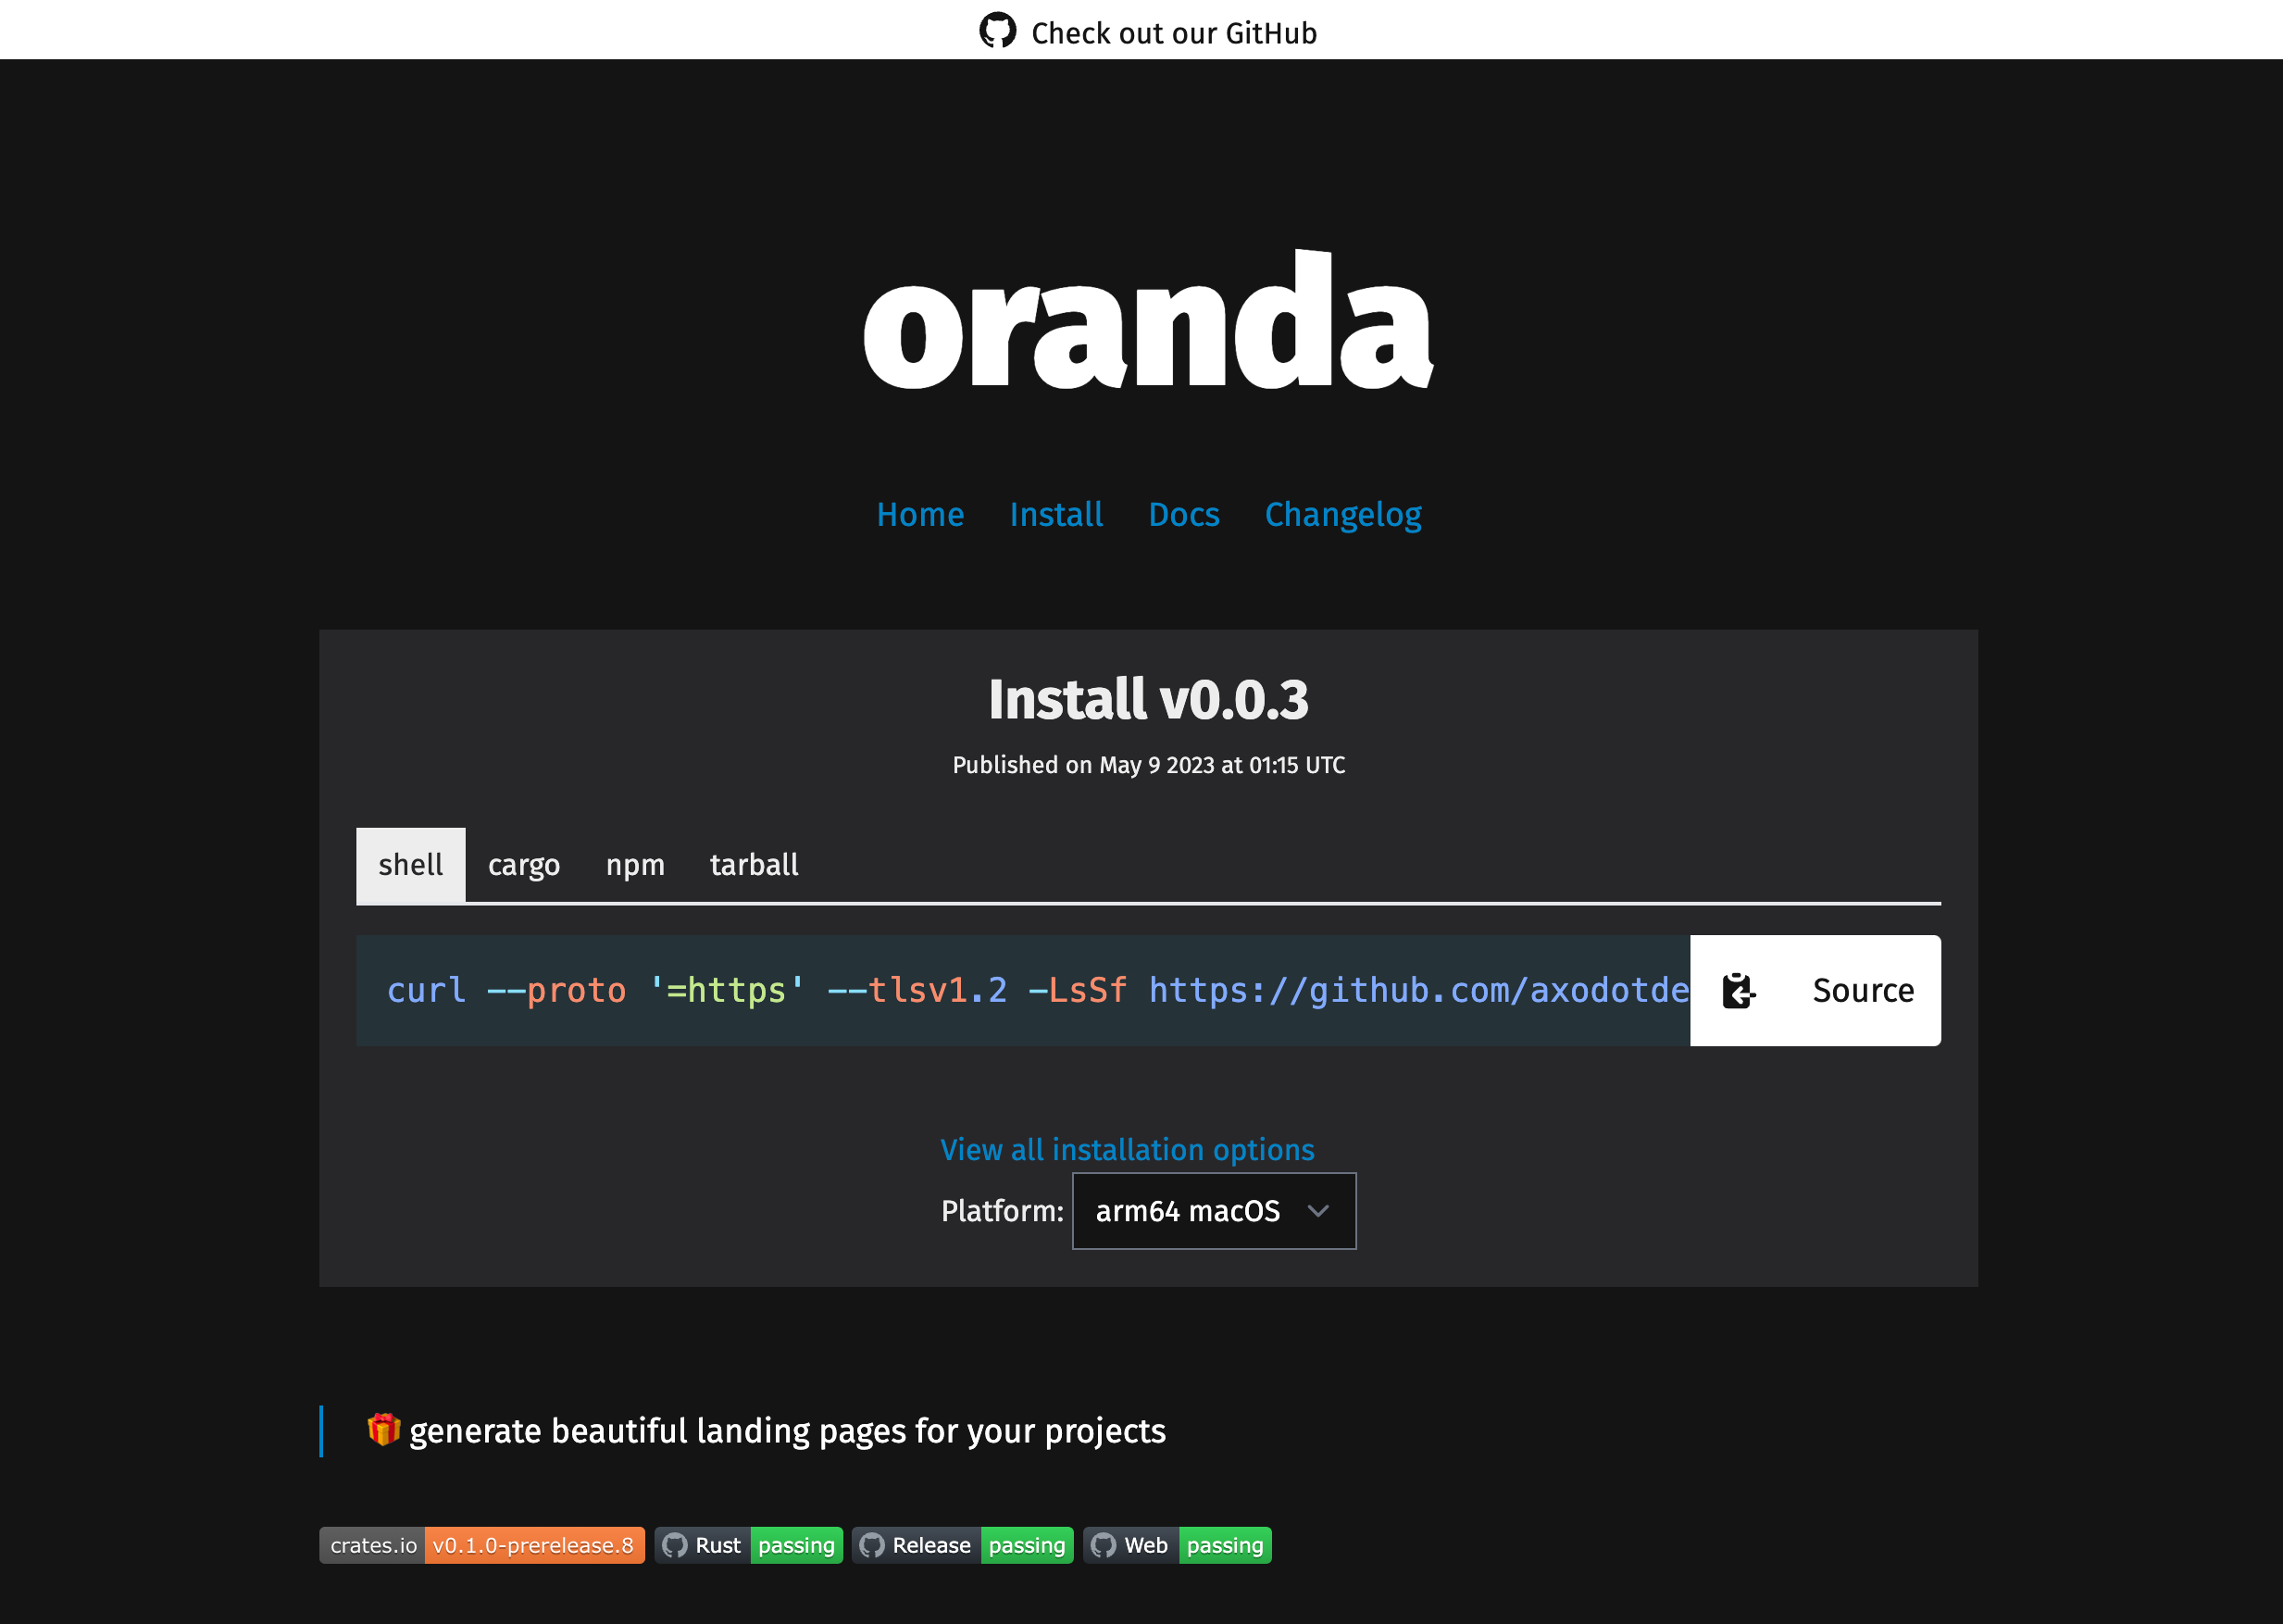 Check out our GitHub
oranda
Home Install Docs Changelog
Install v0.0.3
Published on May 9 2023 at 01:15 UTC
shell cargo npm tarball
curl --proto '=https' --tlsv1.2 -LsSf https://github.com/axodotde Source
View all installation options
Platform: arm64 macOS
🎁 generate beautiful landing pages for your projects
crates.io v0.1.0-prerelease.8 Rust passing Release passing Web passing